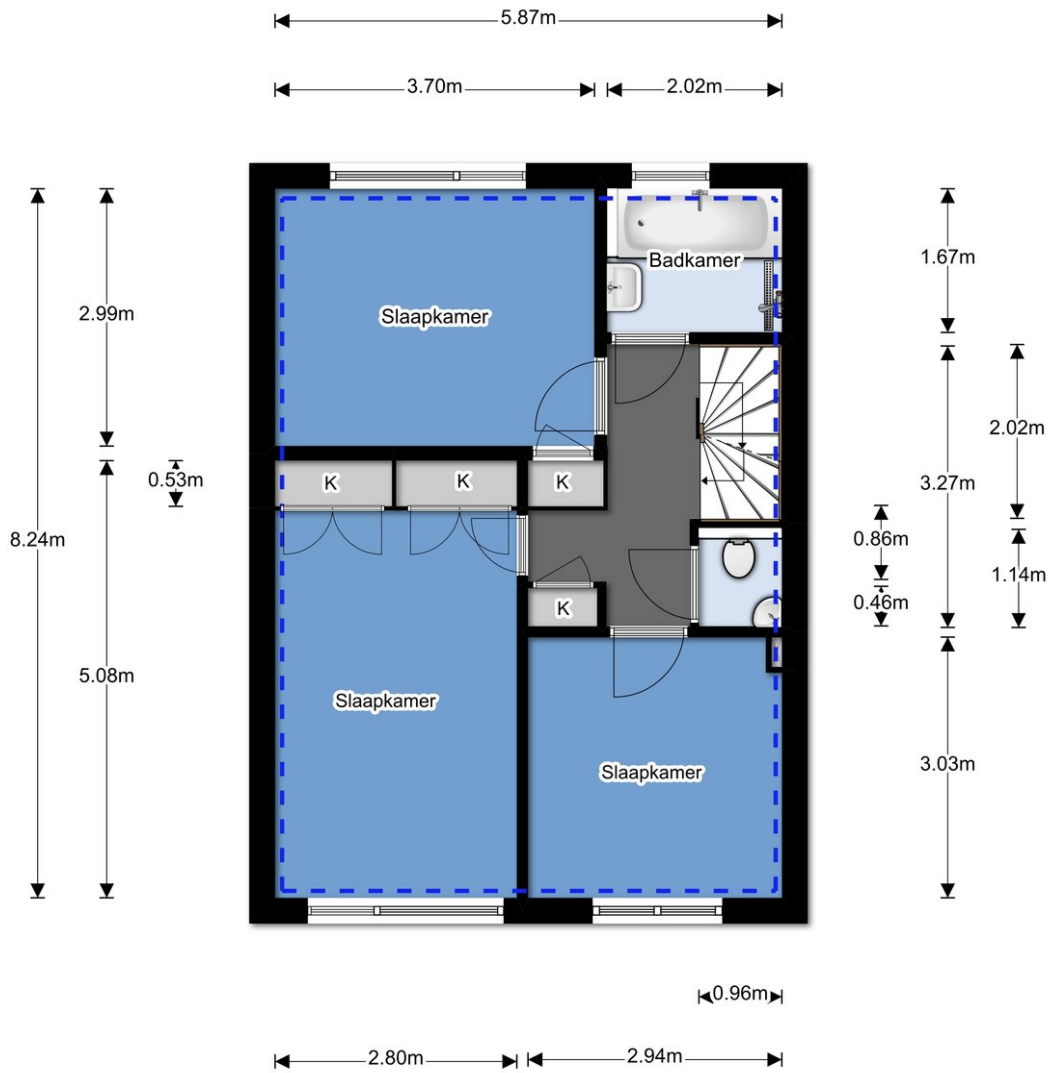 5.87m
3.70m
2.02m
Badkamer
1.67m
2.99m
Slaapkamer
2.02m
0.53m
K
K
K
3.27m
8.24m
0.86m
1.14m
K
0.46m
5.08m
Slaapkamer
Slaapkamer
3.03m
0.96m
2.80m
2.94m